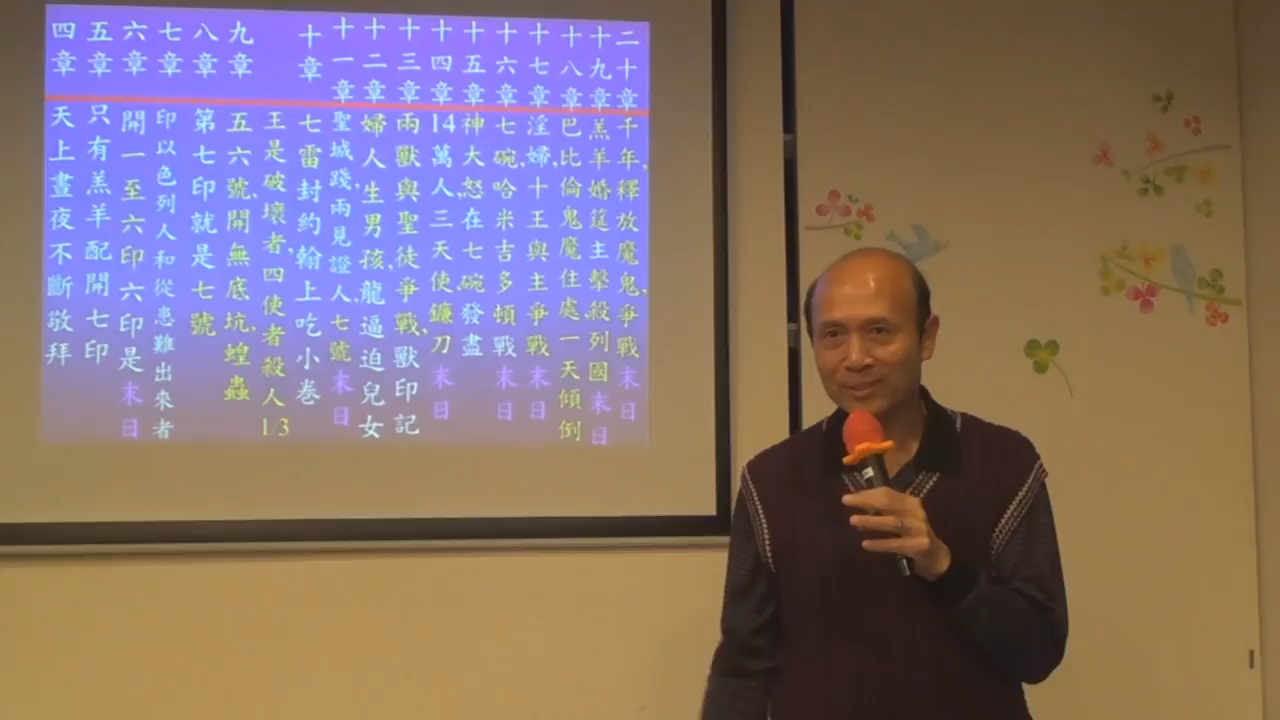 四章 天上晝夜不斷敬拜
五章 只有羔羊配開七印
六章 開一至六印六印是末日
七章 印以色列人和從患難出來者
八章 第七印就是七號
九章 五六號,開無底坑,蝗蟲
王是破壞者,四使者殺人1/3
十章 七雷封約翰上吃小卷
十一章 聖城踐,兩見證人,七號末日
十二章 婦人生男孩,龍逼迫兒女
十三章 兩獸與聖徒爭戰,獸印記
十四章 14萬人三天使鐮刀末日
十五章 神大怒,在七碗發盡
十六章 七碗,哈米吉多頓戰末日
十七章 淫婦,十王與主爭戰末日
十八章 巴比倫鬼魔住處一天傾倒
十九章 羔羊婚筵主擊殺列國末日
二十章 千年,釋放魔鬼,爭戰末日